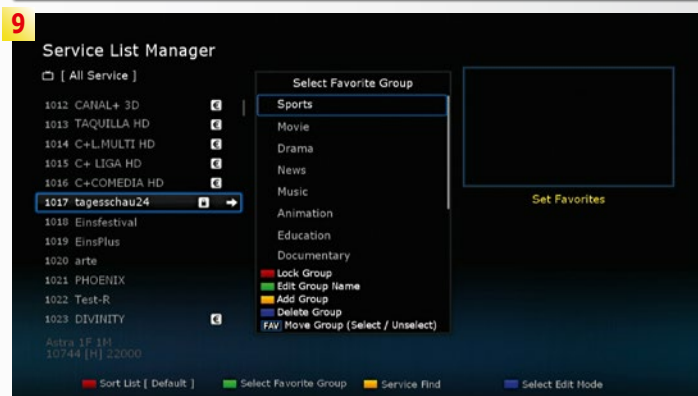 9
Service List Manager
[ All Service ]
1012 CANAL+ 3D €
1013 TAQUILLA HD €
1014 C+L.MULTI HD €
1015 C+ LIGA HD €
1016 C+COMEDIA HD €
1017 tagesschau24
1018 Einsfestival
1019 EinsPlus
1020 arte
1021 PHOENIX
1022 Test-R
1023 DIVINITY €
Astra 1F 1M
10744 [H] 22000
Select Favorite Group
Sports
Movie
Drama
News
Music
Animation
Education
Documentary
Lock Group
Edit Group Name
Add Group
Delete Group
FAV Move Group (Select / Unselect)
Set Favorites
Sort List [ Default ] Select Favorite Group Service Find Select Edit Mode